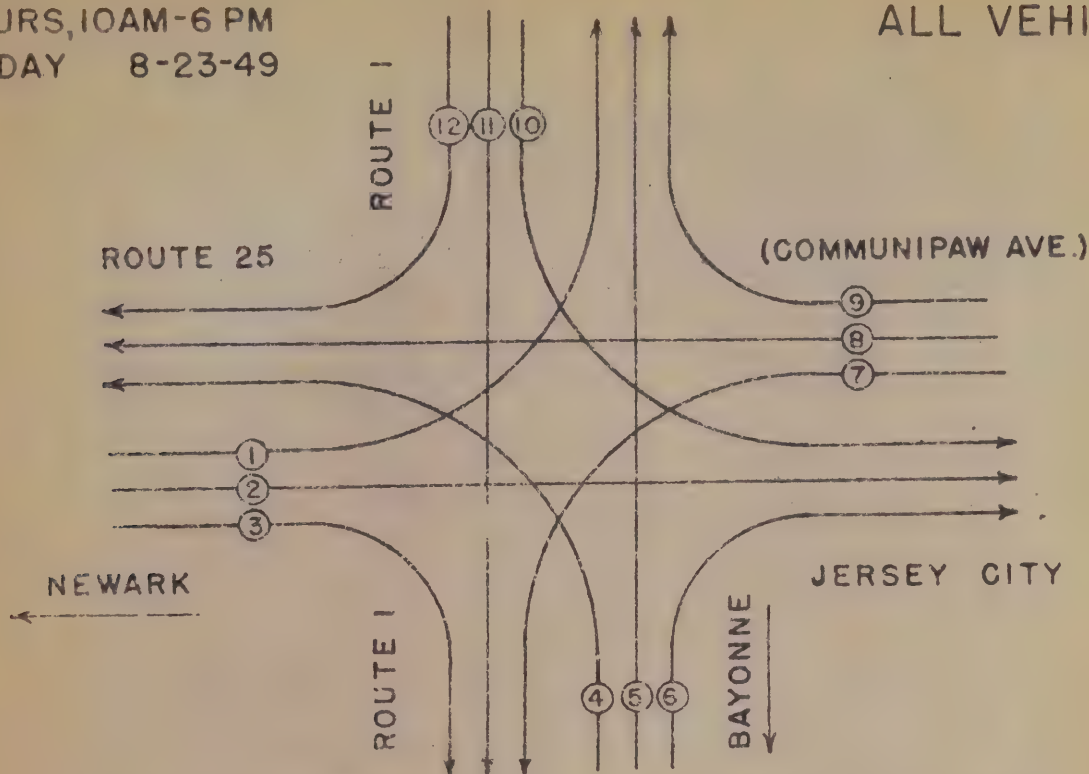 URS, 10AM-6 PM
DAY 8-23-49
ALL VEHI
ROUTE 1
12 11 10
ROUTE 25
(COMMUNIPAW AVE.)
9
8
7
1
2
3
NEWARK
JERSEY CITY
ROUTE 1
4 5 6
BAYONNE